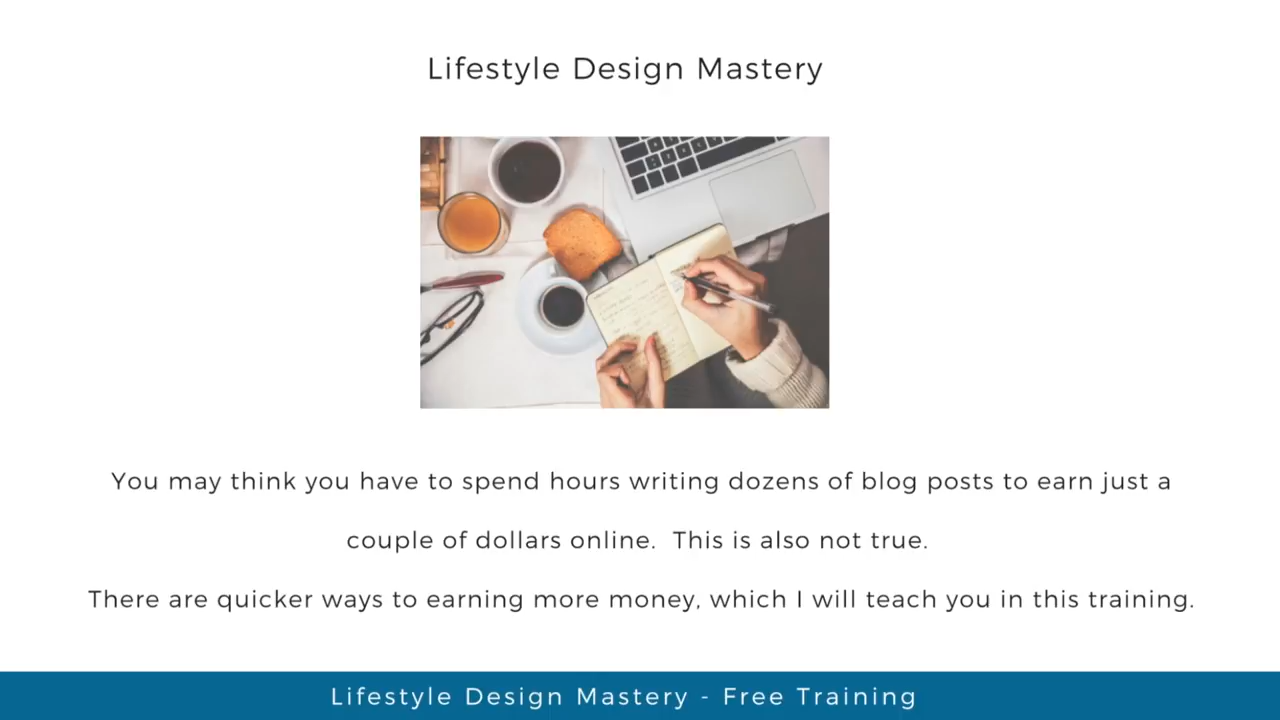 Lifestyle Design Mastery
You may think you have to spend hours writing dozens of blog posts to earn just a
couple of dollars online.  This is also not true.
There are quicker ways to earning more money, which I will teach you in this training.
Lifestyle Design Mastery - Free Training